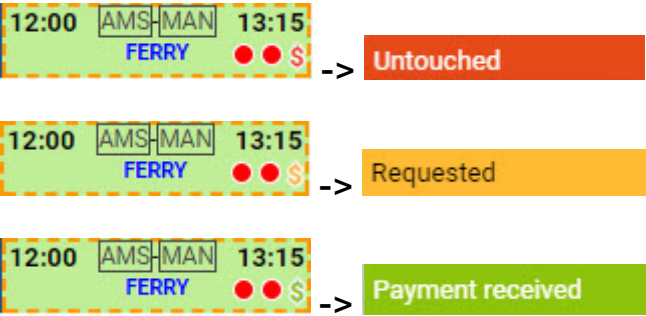 12:00 AMS-MAN 13:15
FERRY $ -> Untouched
12:00 AMS-MAN 13:15
FERRY $ -> Requested
12:00 AMS-MAN 13:15
FERRY $ -> Payment received